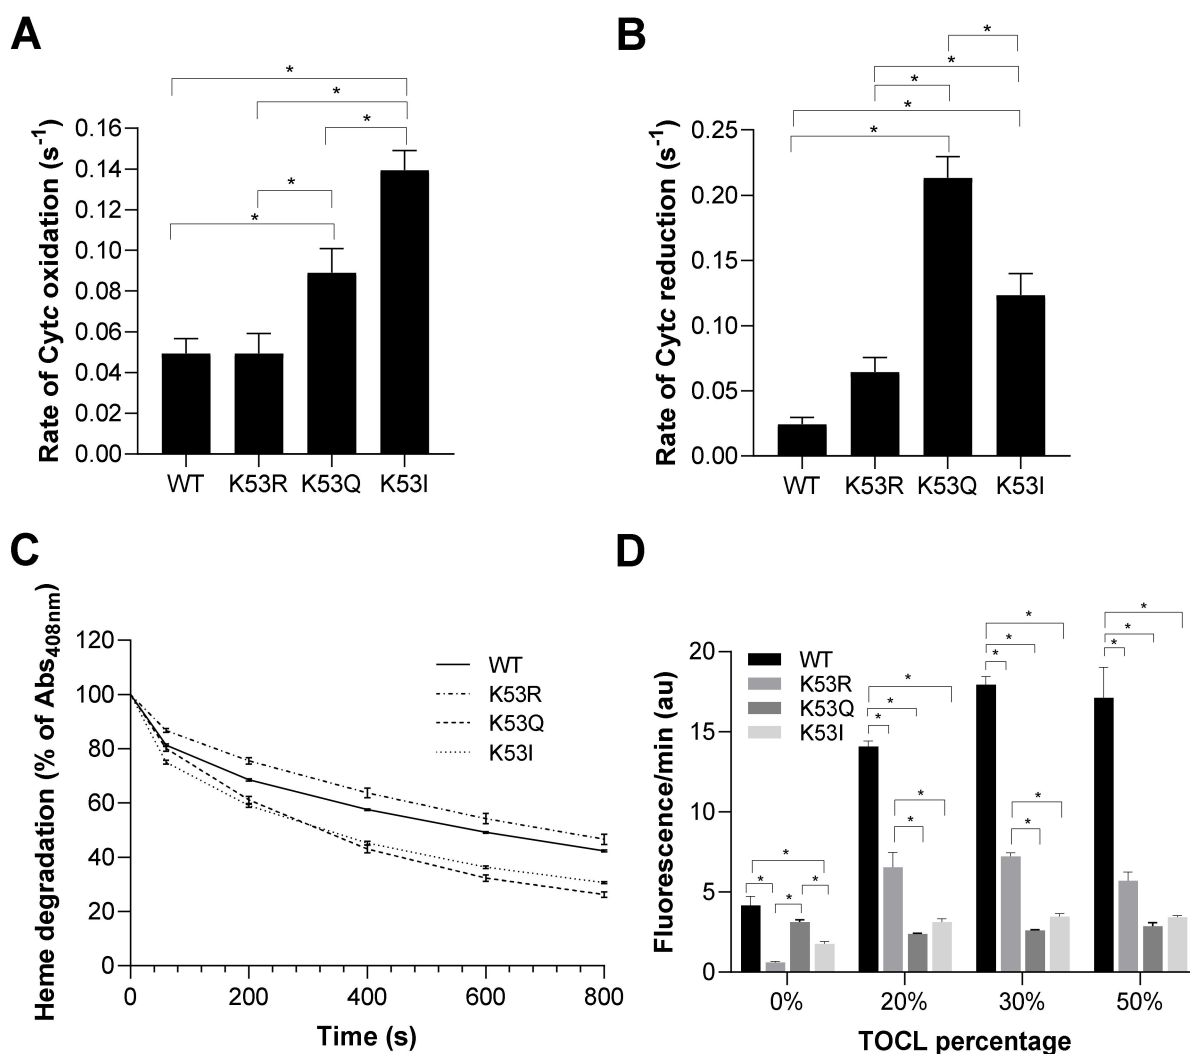 A
Rate of Cytc oxidation (s-1)
0.16
0.14
0.12
0.10
0.08
0.06
0.04
0.02
0.00
* * * * *
WT K53R K53Q K53I
B
Rate of Cytc reduction (s-1)
0.25
0.20
0.15
0.10
0.05
0.00
* * * * *
WT K53R K53Q K53I
C
Heme degradation (% of Abs408nm)
120
100
80
60
40
20
0
WT
K53R
K53Q
K53I
0 200 400 600 800
Time (s)
D
Fluorescence/min (au)
20
15
10
5
0
WT
K53R
K53Q
K53I
* * * * * * * * * * * * * * * * *
0% 20% 30% 50%
TOCL percentage